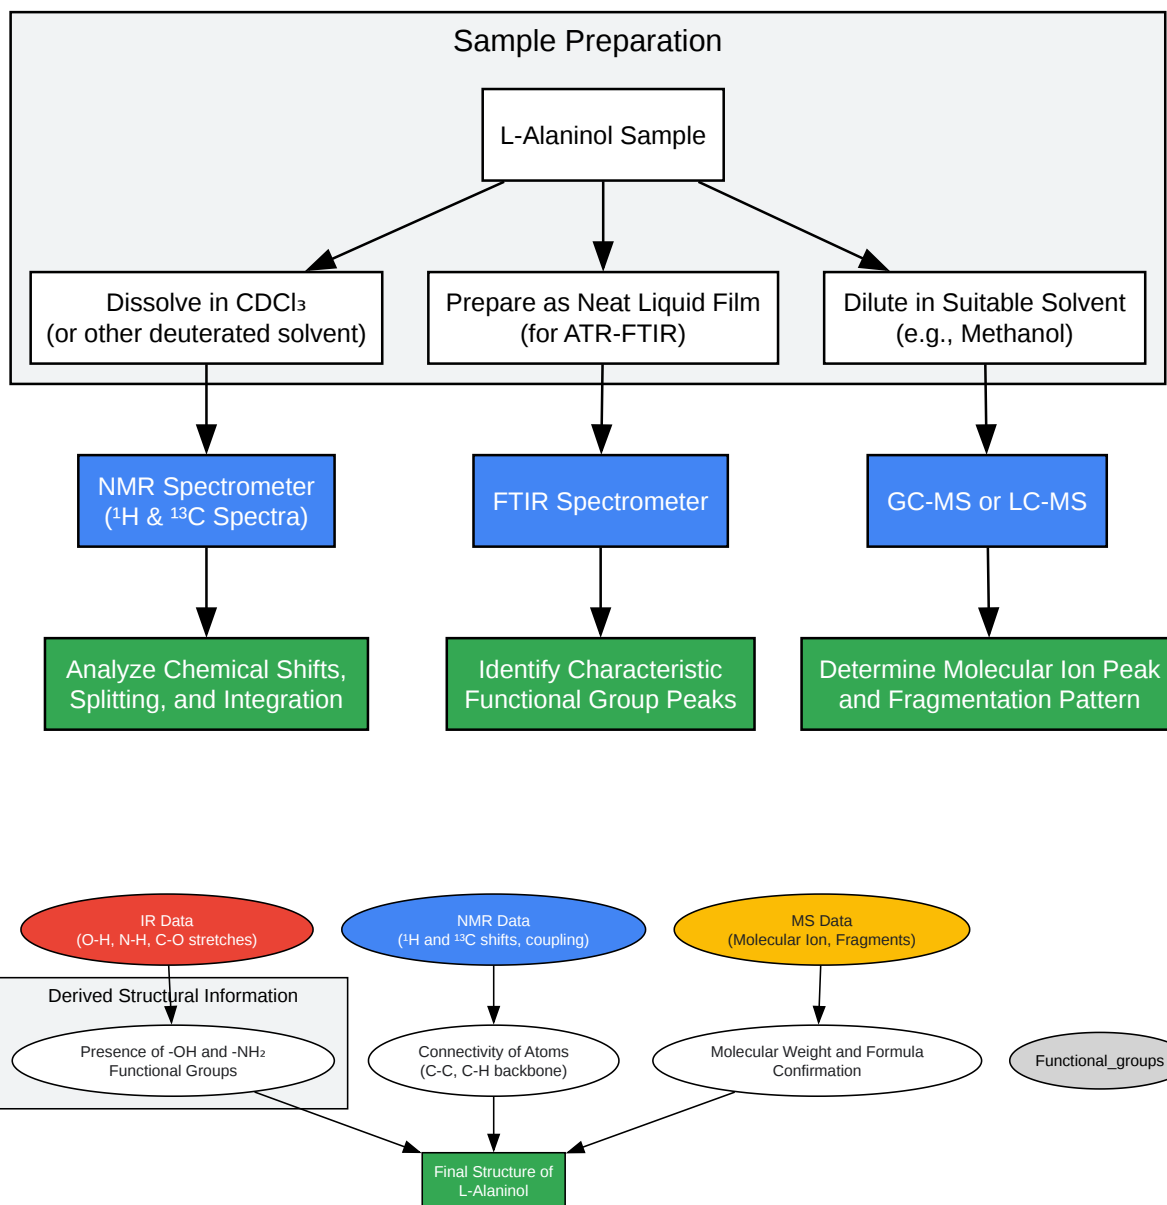 Sample Preparation
L-Alaninol Sample
Dissolve in CDCl₃
(or other deuterated solvent)
Prepare as Neat Liquid Film
(for ATR-FTIR)
Dilute in Suitable Solvent
(e.g., Methanol)
NMR Spectrometer
(¹H & ¹³C Spectra)
FTIR Spectrometer
GC-MS or LC-MS
Analyze Chemical Shifts,
Splitting, and Integration
Identify Characteristic
Functional Group Peaks
Determine Molecular Ion Peak
and Fragmentation Pattern
IR Data
(O-H, N-H, C-O stretches)
NMR Data
(¹H and ¹³C shifts, coupling)
MS Data
(Molecular Ion, Fragments)
Derived Structural Information
Presence of -OH and -NH₂
Functional Groups
Connectivity of Atoms
(C-C, C-H backbone)
Molecular Weight and Formula
Confirmation
Functional_groups
Final Structure of
L-Alaninol